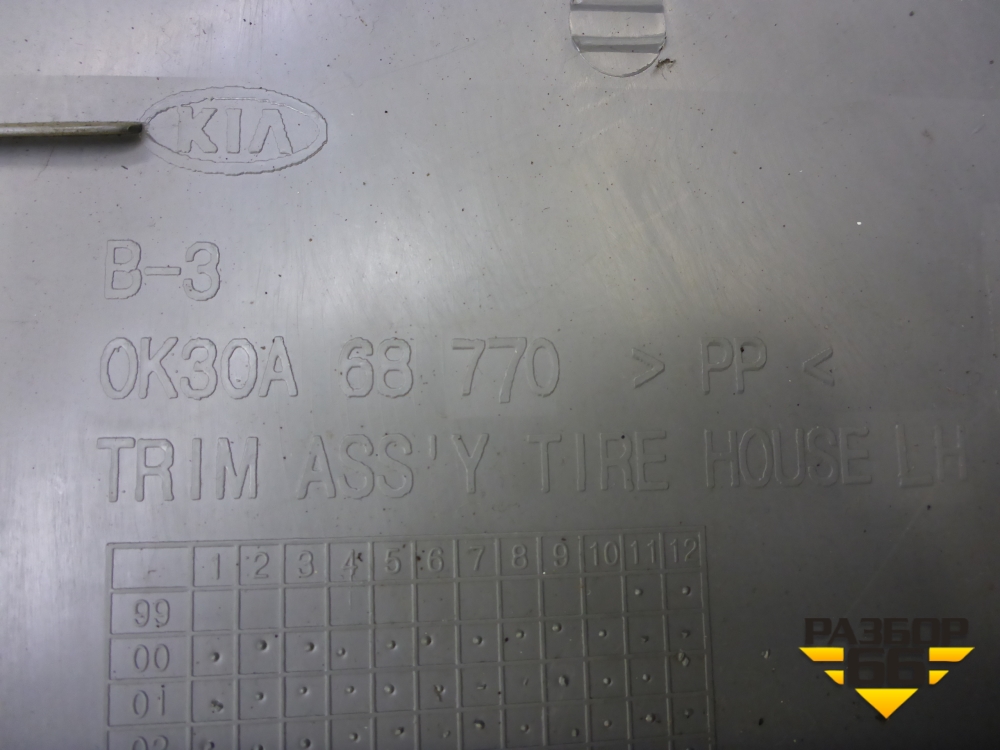 KIA
B-3
0K30A 68 770 > PP <
TRIM ASS'Y TIRE HOUSE LH
1 2 3 4 5 6 7 8 9 10 11 12
99
00
01
02
РАЗБОР
66